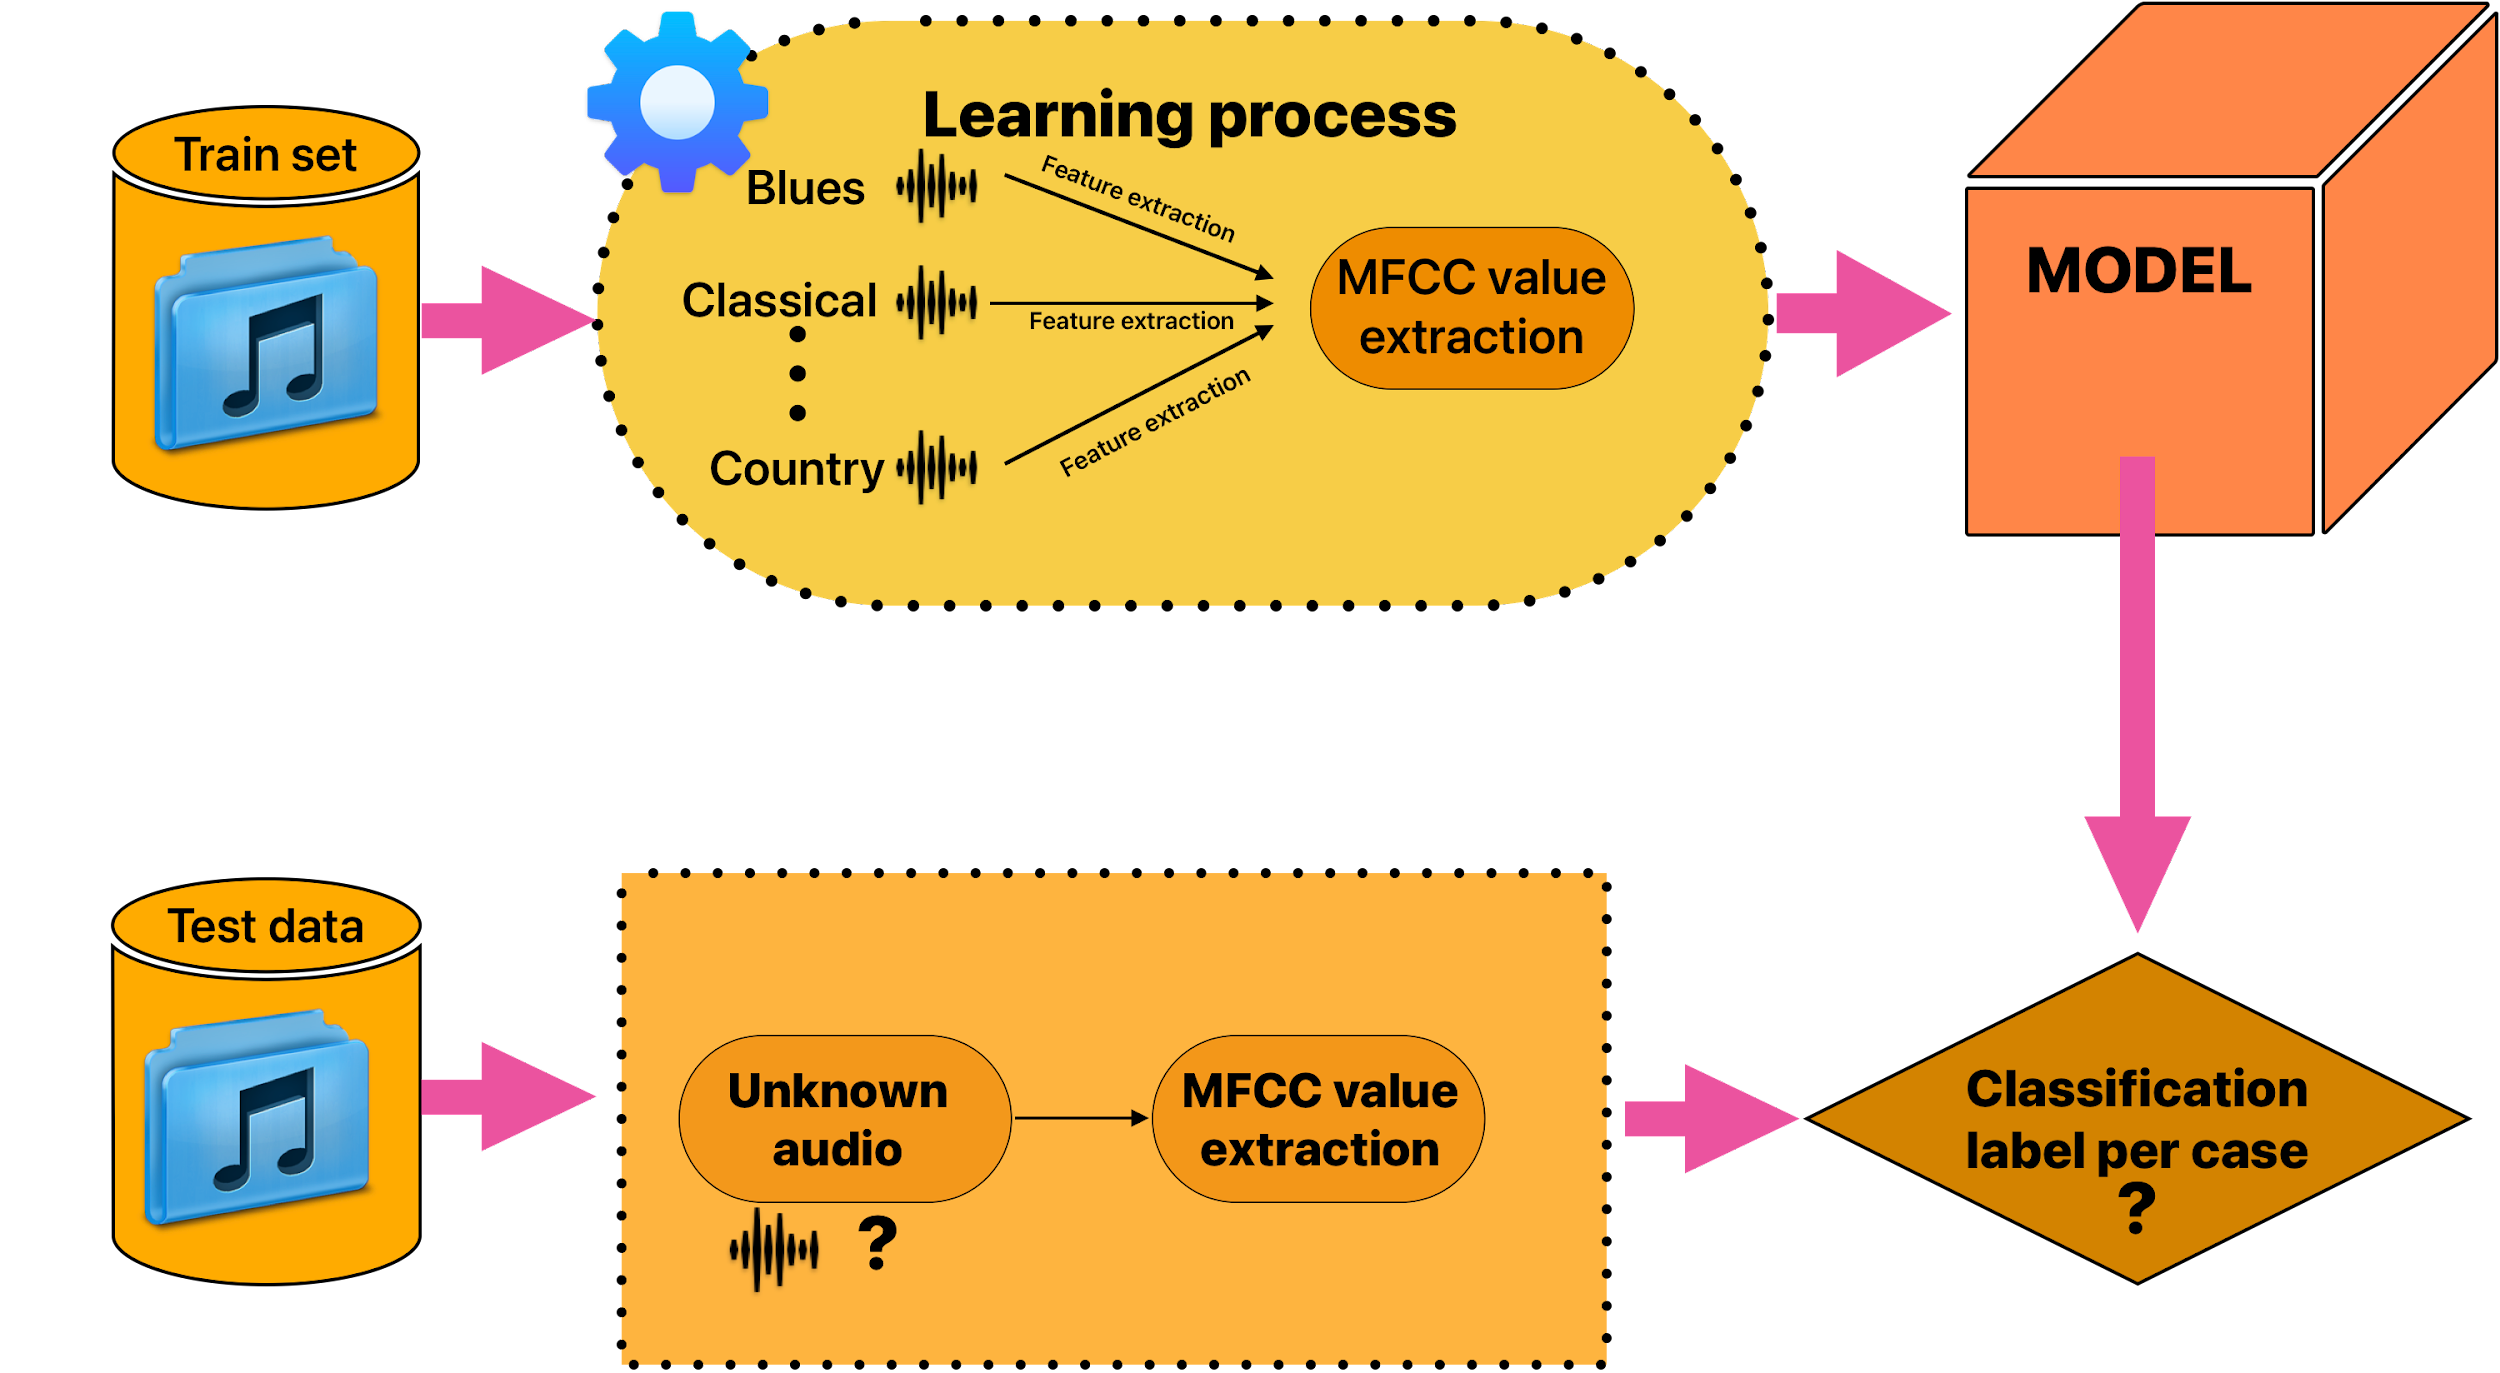 Train set
Learning process
Blues
Feature extraction
Classical
Feature extraction
Country
Feature extraction
MFCC value
extraction
MODEL
Test data
Unknown
audio
?
MFCC value
extraction
Classification
label per case
?